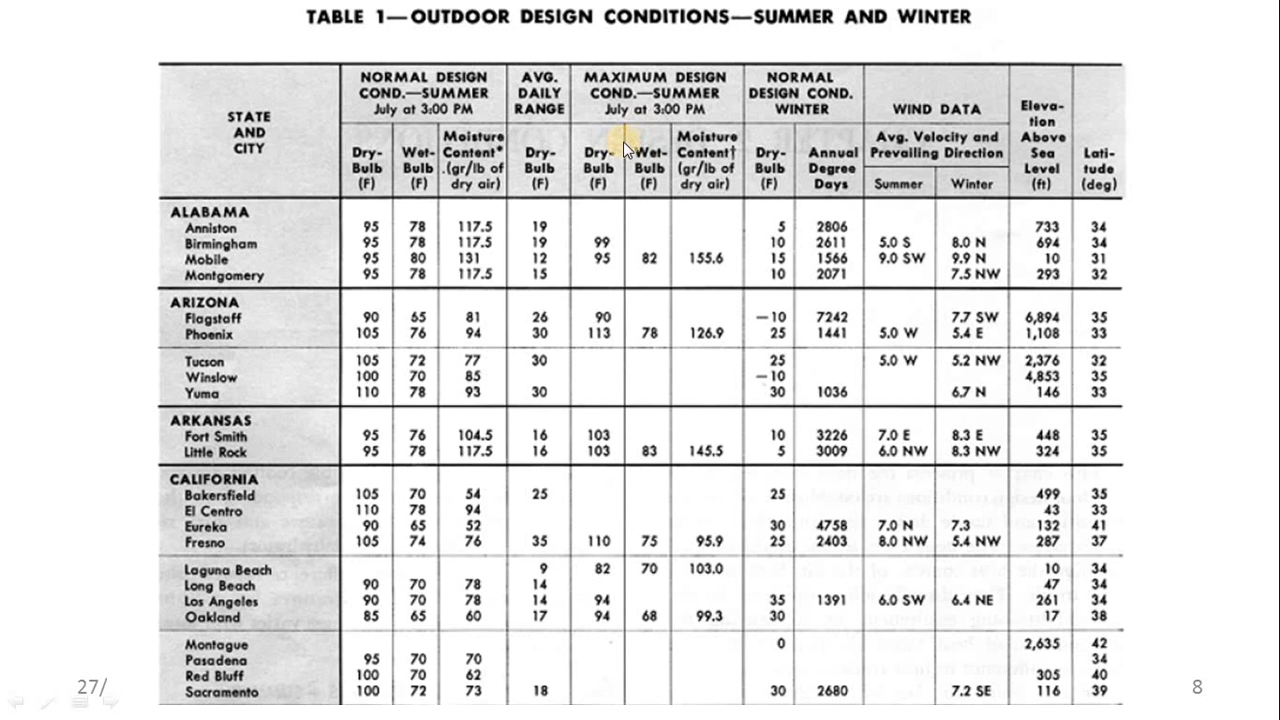 TABLE 1—OUTDOOR DESIGN CONDITIONS—SUMMER AND WINTER
STATE AND CITY
NORMAL DESIGN COND.—SUMMER July at 3:00 PM
AVG. DAILY RANGE
MAXIMUM DESIGN COND.—SUMMER July at 3:00 PM
NORMAL DESIGN COND. WINTER
WIND DATA
Elevation Above Sea Level (ft)
Latitude (deg)
Avg. Velocity and Prevailing Direction
Dry-Bulb (F) Wet-Bulb (F) Moisture Content* (gr/lb of dry air) Dry-Bulb (F) Dry-Bulb (F) Wet-Bulb (F) Moisture Content† (gr/lb of dry air) Dry-Bulb (F) Annual Degree Days Summer Winter
ALABAMA
Anniston 95 78 117.5 19 5 2806 733 34
Birmingham 95 78 117.5 19 99 10 2611 5.0 S 8.0 N 694 34
Mobile 95 80 131 12 95 82 155.6 15 1566 9.0 SW 9.9 N 10 31
Montgomery 95 78 117.5 15 10 2071 7.5 NW 293 32
ARIZONA
Flagstaff 90 65 81 26 90 —10 7242 7.7 SW 6,894 35
Phoenix 105 76 94 30 113 78 126.9 25 1441 5.0 W 5.4 E 1,108 33
Tucson 105 72 77 30 25 5.0 W 5.2 NW 2,376 32
Winslow 100 70 85 —10 4,853 35
Yuma 110 78 93 30 30 1036 6.7 N 146 33
ARKANSAS
Fort Smith 95 76 104.5 16 103 10 3226 7.0 E 8.3 E 448 35
Little Rock 95 78 117.5 16 103 83 145.5 5 3009 6.0 NW 8.3 NW 324 35
CALIFORNIA
Bakersfield 105 70 54 25 25 499 35
El Centro 110 78 94 43 33
Eureka 90 65 52 30 4758 7.0 N 7.3 132 41
Fresno 105 74 76 35 110 75 95.9 25 2403 8.0 NW 5.4 NW 287 37
Laguna Beach 9 82 70 103.0 10 34
Long Beach 90 70 78 14 47 34
Los Angeles 90 70 78 14 94 35 1391 6.0 SW 6.4 NE 261 34
Oakland 85 65 60 17 94 68 99.3 30 17 38
Montague 0 2,635 42
Pasadena 95 70 70 34
Red Bluff 100 70 62 305 40
Sacramento 100 72 73 18 30 2680 7.2 SE 116 39
27/
8